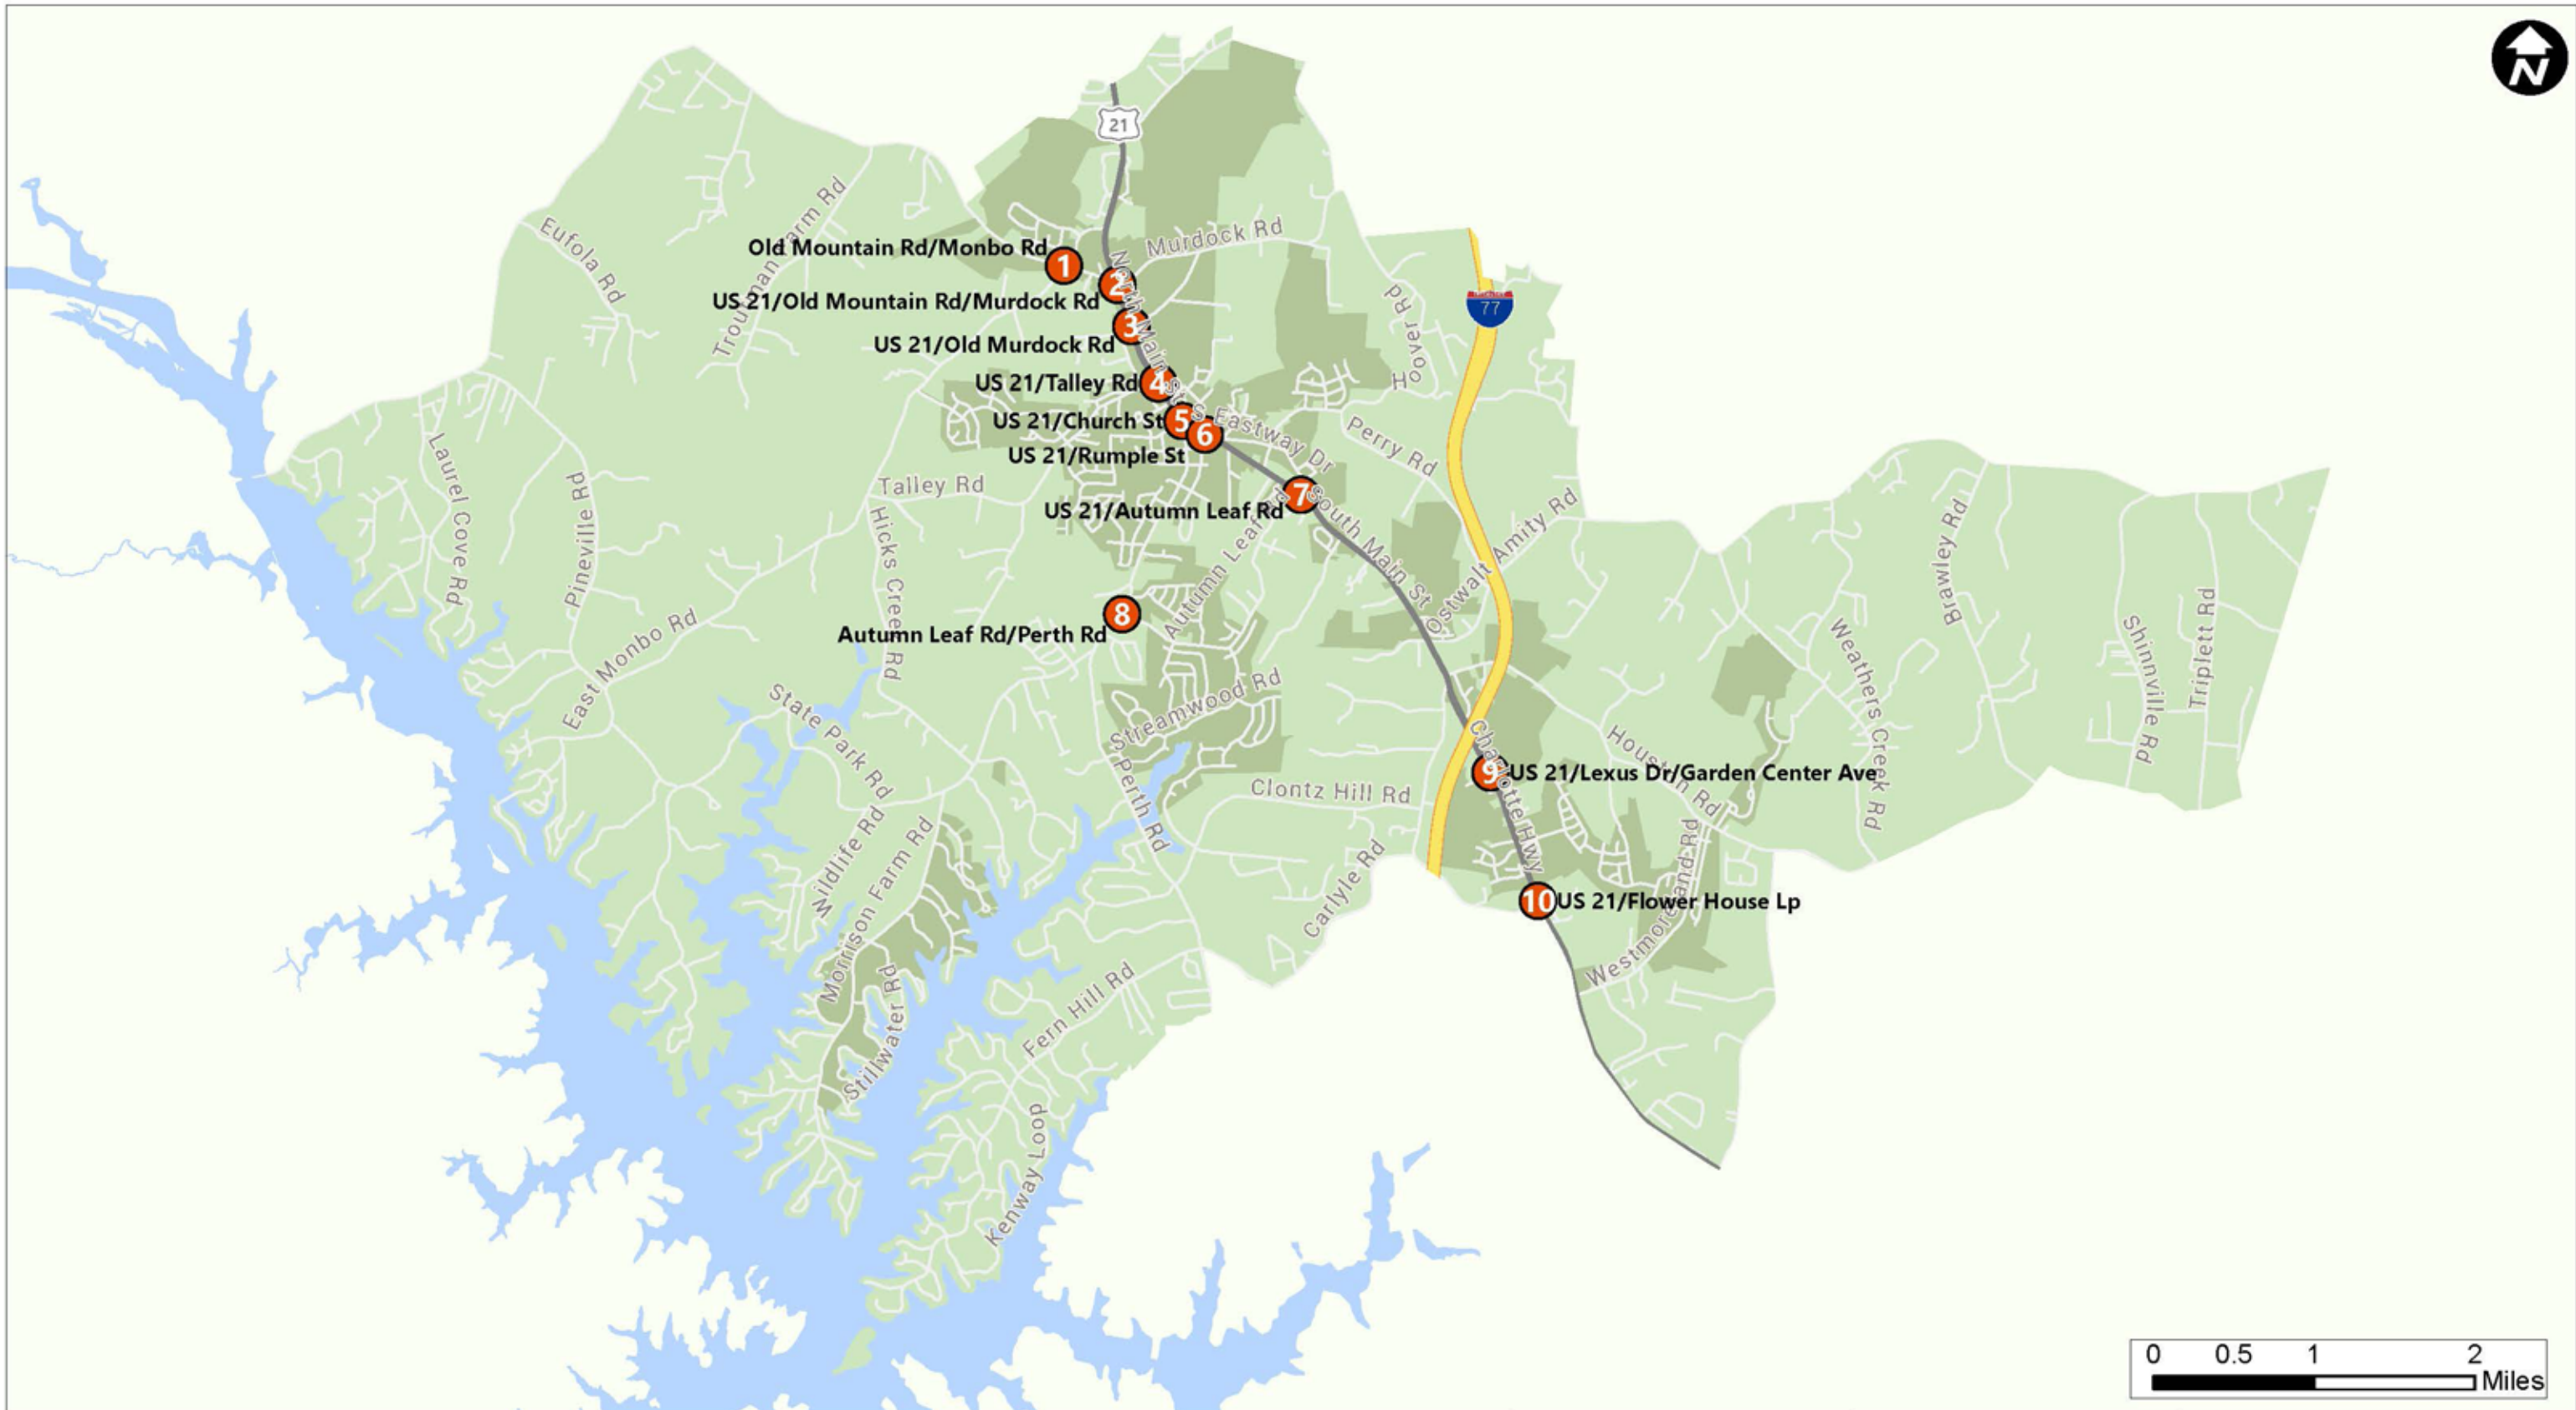 N
21
Murdock Rd
Troutman Farm Rd
Eufola Rd
Old Mountain Rd/Monbo Rd
1
2
US 21/Old Mountain Rd/Murdock Rd
North Main St
3
US 21/Old Murdock Rd
Hoover Rd
77
US 21/Talley Rd
4
US 21/Church St
5
6
US 21/Rumple St
S Eastway Dr
Perry Rd
Talley Rd
7
US 21/Autumn Leaf Rd
Autumn Leaf Rd
South Main St
Ostwalt Amity Rd
Laurel Cove Rd
Pineville Rd
Hicks Creek Rd
Brawley Rd
8
Autumn Leaf Rd/Perth Rd
East Monbo Rd
Weathers Creek Rd
Shinnville Rd
Triplett Rd
Streamwood Rd
State Park Rd
Perth Rd
Clontz Hill Rd
Charlotte Hwy
9
US 21/Lexus Dr/Garden Center Ave
Houston Rd
Wildlife Rd
Morrison Farm Rd
Carlyle Rd
10
US 21/Flower House Lp
Westmoreland Rd
Stillwater Rd
Fern Hill Rd
Kenway Loop
0 0.5 1 2
Miles